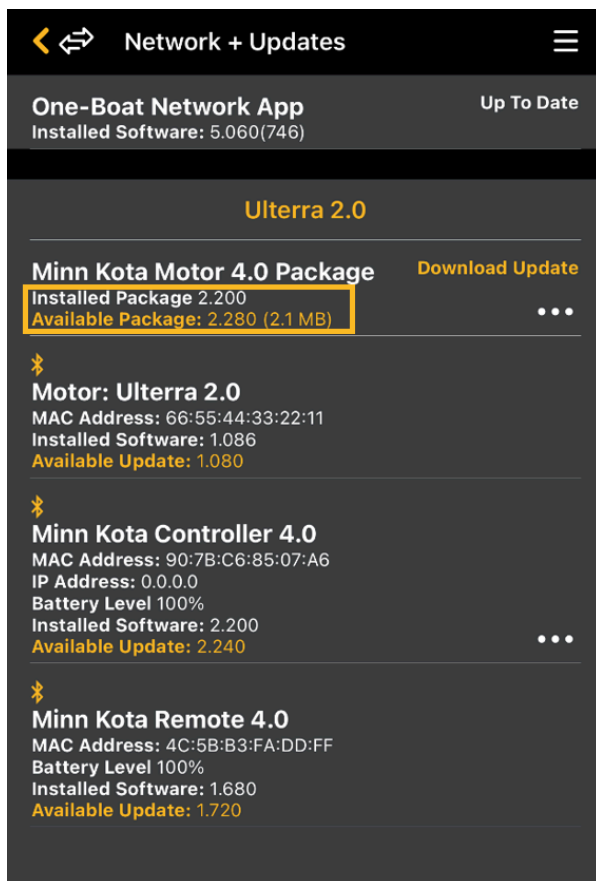 Network + Updates
One-Boat Network App
Up To Date
Installed Software: 5.060(746)
Ulterra 2.0
Minn Kota Motor 4.0 Package
Download Update
Installed Package 2.200
Available Package: 2.280 (2.1 MB)
Motor: Ulterra 2.0
MAC Address: 66:55:44:33:22:11
Installed Software: 1.086
Available Update: 1.080
Minn Kota Controller 4.0
MAC Address: 90:7B:C6:85:07:A6
IP Address: 0.0.0.0
Battery Level 100%
Installed Software: 2.200
Available Update: 2.240
Minn Kota Remote 4.0
MAC Address: 4C:5B:B3:FA:DD:FF
Battery Level 100%
Installed Software: 1.680
Available Update: 1.720